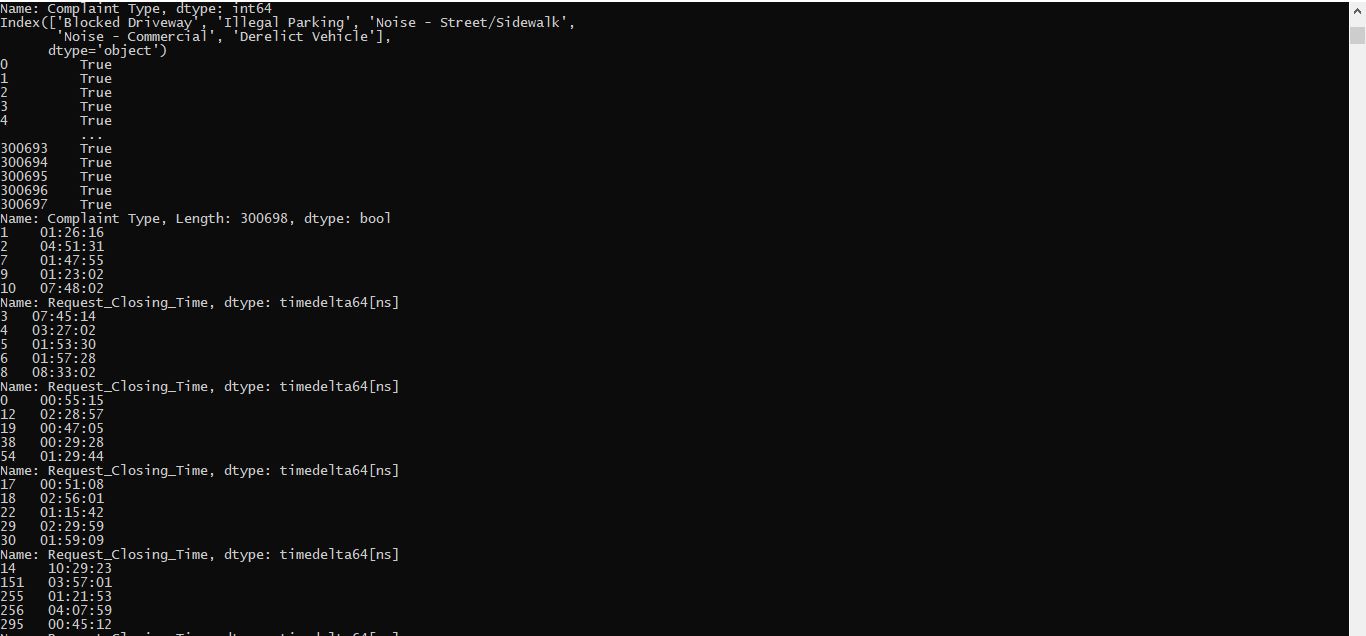 Name: Complaint Type, dtype: int64
Index(['Blocked Driveway', 'Illegal Parking', 'Noise - Street/Sidewalk',
       'Noise - Commercial', 'Derelict Vehicle'],
      dtype='object')
0         True
1         True
2         True
3         True
4         True
          ...
300693    True
300694    True
300695    True
300696    True
300697    True
Name: Complaint Type, Length: 300698, dtype: bool
1    01:26:16
2    04:51:31
7    01:47:55
9    01:23:02
10   07:48:02
Name: Request_Closing_Time, dtype: timedelta64[ns]
3   07:45:14
4   03:27:02
5   01:53:30
6   01:57:28
8   08:33:02
Name: Request_Closing_Time, dtype: timedelta64[ns]
0    00:55:15
12   02:28:57
19   00:47:05
38   00:29:28
54   01:29:44
Name: Request_Closing_Time, dtype: timedelta64[ns]
17   00:51:08
18   02:56:01
22   01:15:42
29   02:29:59
30   01:59:09
Name: Request_Closing_Time, dtype: timedelta64[ns]
14    10:29:23
151   03:57:01
255   01:21:53
256   04:07:59
295   00:45:12
Name: Request_Closing_Time, dtype: timedelta64[ns]